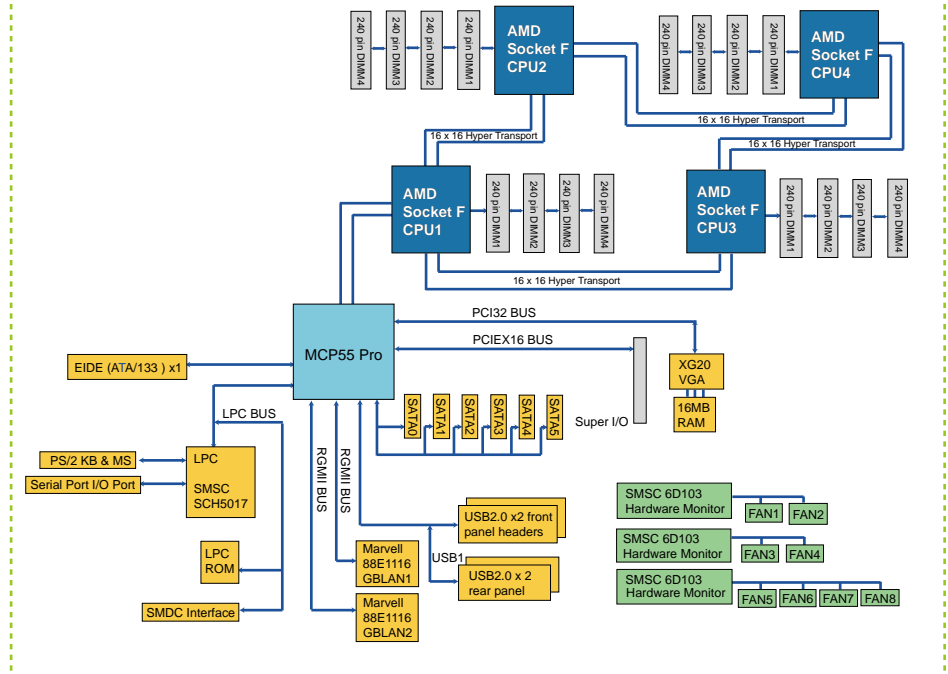 240 pin DIMM4
240 pin DIMM3
240 pin DIMM2
240 pin DIMM1
AMD
Socket F
CPU2
240 pin DIMM4
240 pin DIMM3
240 pin DIMM2
240 pin DIMM1
AMD
Socket F
CPU4
16 x 16 Hyper Transport
16 x 16 Hyper Transport
16 x 16 Hyper Transport
AMD
Socket F
CPU1
240 pin DIMM1
240 pin DIMM2
240 pin DIMM3
240 pin DIMM4
AMD
Socket F
CPU3
240 pin DIMM1
240 pin DIMM2
240 pin DIMM3
240 pin DIMM4
16 x 16 Hyper Transport
MCP55 Pro
PCI32 BUS
PCIEX16 BUS
EIDE (ATA/133 ) x1
XG20
VGA
16MB
RAM
Super I/O
SATA0
SATA1
SATA2
SATA3
SATA4
SATA5
LPC BUS
RGMII BUS
RGMII BUS
PS/2 KB & MS
Serial Port I/O Port
LPC
SMSC
SCH5017
LPC
ROM
SMDC Interface
Marvell
88E1116
GBLAN1
Marvell
88E1116
GBLAN2
USB2.0 x2 front
panel headers
USB1
USB2.0 x 2
rear panel
SMSC 6D103
Hardware Monitor
FAN1
FAN2
SMSC 6D103
Hardware Monitor
FAN3
FAN4
SMSC 6D103
Hardware Monitor
FAN5
FAN6
FAN7
FAN8